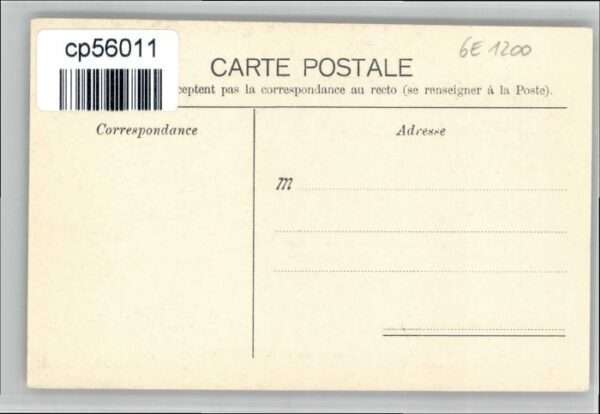 cp56011
6E 1200
CARTE POSTALE
ceptent pas la correspondance au recto (se renseigner à la Poste).
Correspondance
Adresse
M